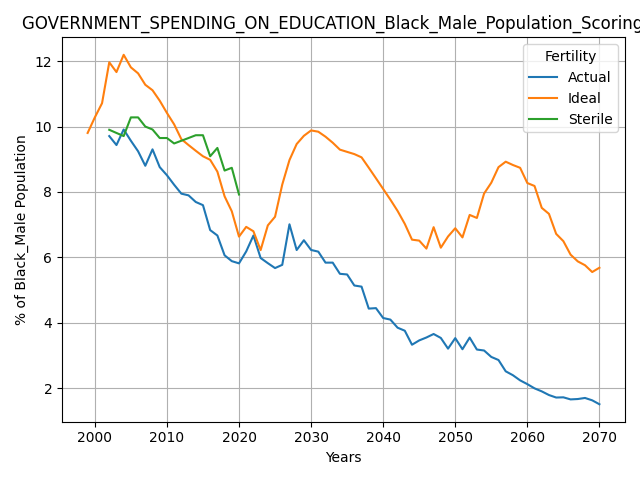 GOVERNMENT_SPENDING_ON_EDUCATION_Black_Male_Population_Scoring
Fertility
Actual
Ideal
Sterile
% of Black_Male Population
12
10
8
6
4
2
2000 2010 2020 2030 2040 2050 2060 2070
Years